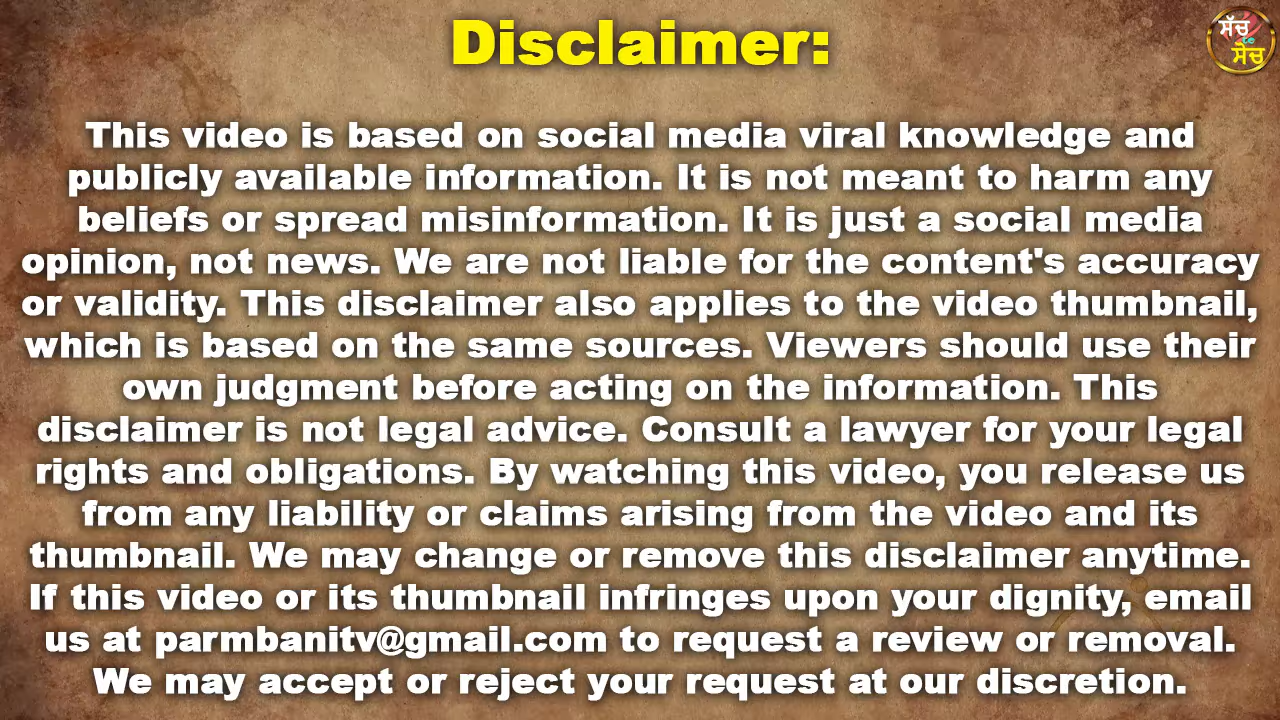 Disclaimer:
ਸੱਚ
to
ਸੋਚ
This video is based on social media viral knowledge and
publicly available information. It is not meant to harm any
beliefs or spread misinformation. It is just a social media
opinion, not news. We are not liable for the content's accuracy
or validity. This disclaimer also applies to the video thumbnail,
which is based on the same sources. Viewers should use their
own judgment before acting on the information. This
disclaimer is not legal advice. Consult a lawyer for your legal
rights and obligations. By watching this video, you release us
from any liability or claims arising from the video and its
thumbnail. We may change or remove this disclaimer anytime.
If this video or its thumbnail infringes upon your dignity, email
us at parmbanitv@gmail.com to request a review or removal.
We may accept or reject your request at our discretion.